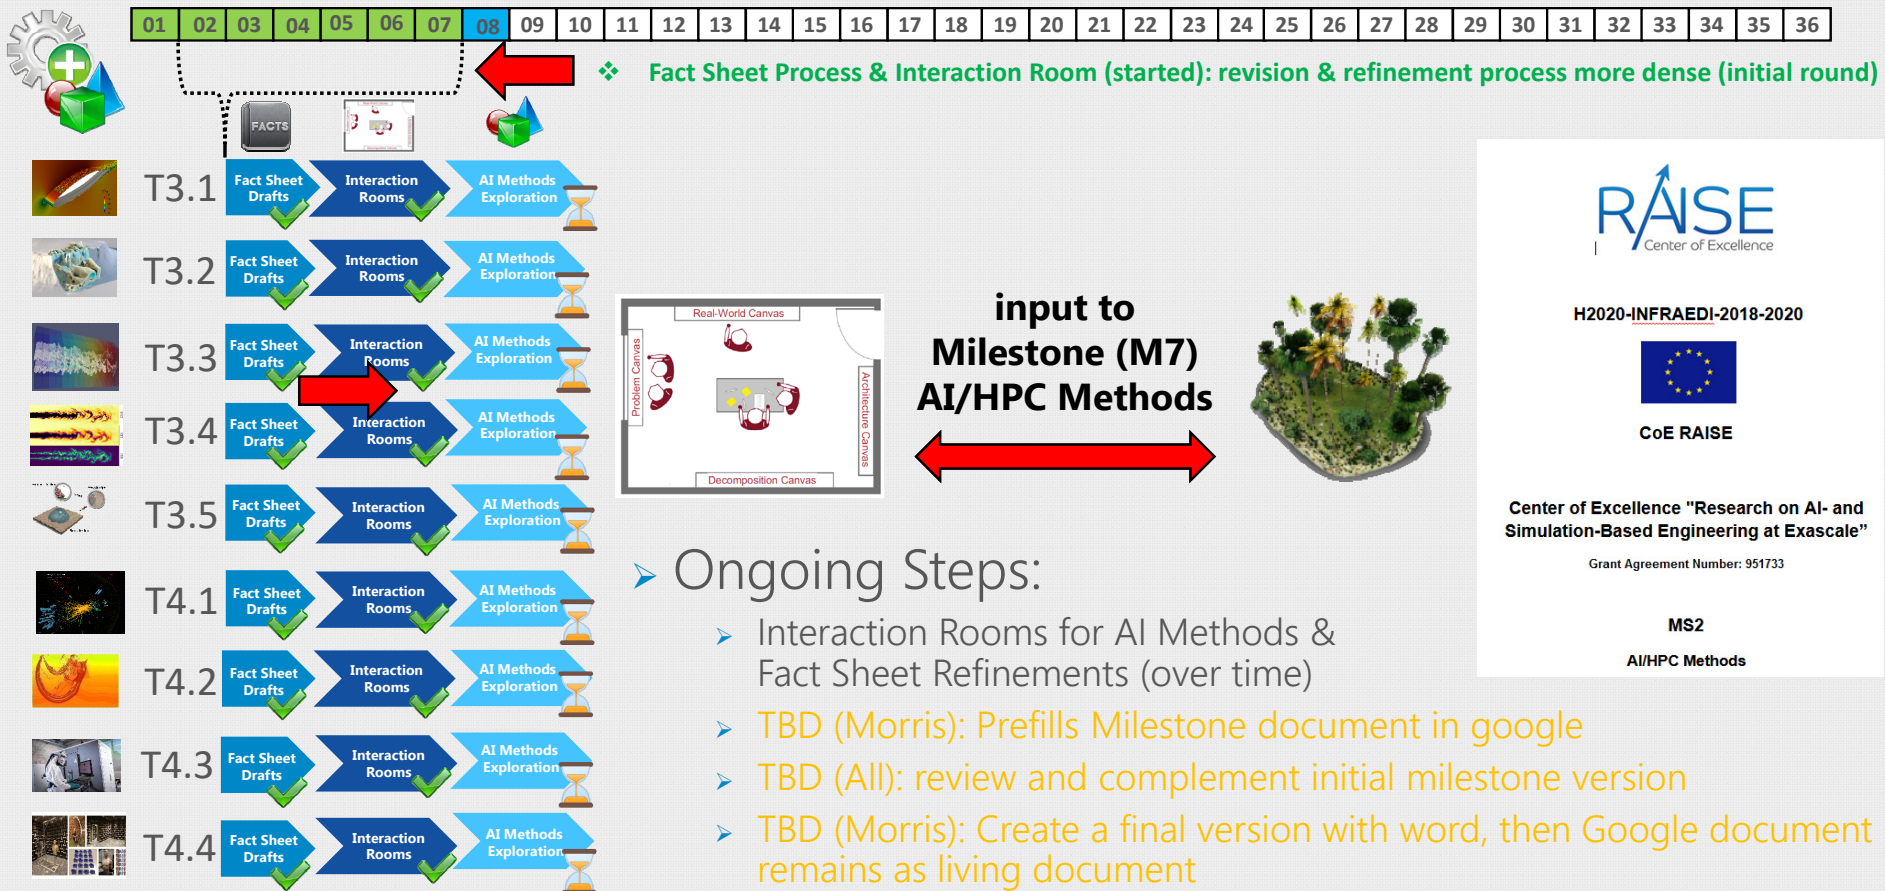 01 02 03 04 05 06 07 08 09 10 11 12 13 14 15 16 17 18 19 20 21 22 23 24 25 26 27 28 29 30 31 32 33 34 35 36
❖ Fact Sheet Process & Interaction Room (started): revision & refinement process more dense (initial round)
FACTS
T3.1
Fact Sheet
Drafts
Interaction
Rooms
AI Methods
Exploration
T3.2
Fact Sheet
Drafts
Interaction
Rooms
AI Methods
Exploration
T3.3
Fact Sheet
Drafts
Interaction
Rooms
AI Methods
Exploration
T3.4
Fact Sheet
Drafts
Interaction
Rooms
AI Methods
Exploration
T3.5
Fact Sheet
Drafts
Interaction
Rooms
AI Methods
Exploration
T4.1
Fact Sheet
Drafts
Interaction
Rooms
AI Methods
Exploration
T4.2
Fact Sheet
Drafts
Interaction
Rooms
AI Methods
Exploration
T4.3
Fact Sheet
Drafts
Interaction
Rooms
AI Methods
Exploration
T4.4
Fact Sheet
Drafts
Interaction
Rooms
AI Methods
Exploration
Real-World Canvas
Problem Canvas
Architecture Canvas
Decomposition Canvas
input to
Milestone (M7)
AI/HPC Methods
RAISE
Center of Excellence
H2020-INFRAEDI-2018-2020
CoE RAISE
Center of Excellence "Research on AI- and
Simulation-Based Engineering at Exascale”
Grant Agreement Number: 951733
MS2
AI/HPC Methods
➢ Ongoing Steps:
➢ Interaction Rooms for AI Methods &
Fact Sheet Refinements (over time)
➢ TBD (Morris): Prefills Milestone document in google
➢ TBD (All): review and complement initial milestone version
➢ TBD (Morris): Create a final version with word, then Google document
remains as living document